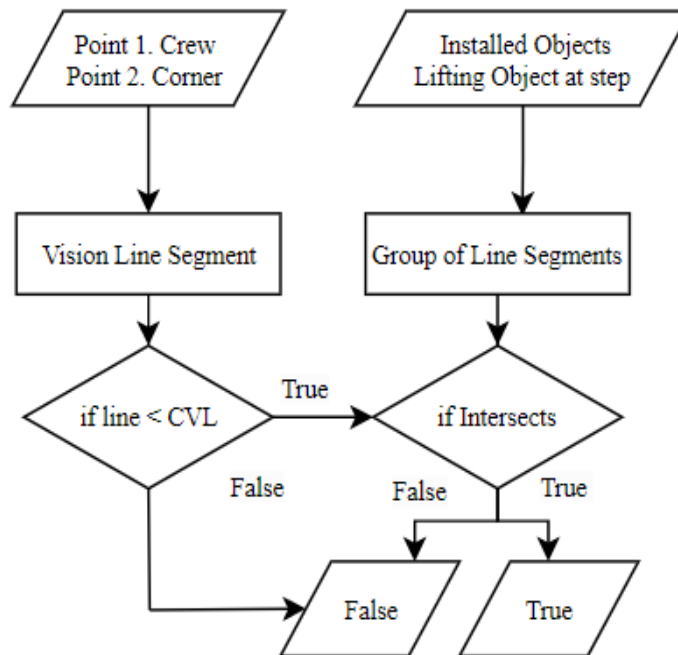 Point 1. Crew
Point 2. Corner
Installed Objects
Lifting Object at step
Vision Line Segment
Group of Line Segments
if line < CVL
True
if Intersects
False
False
True
False
True